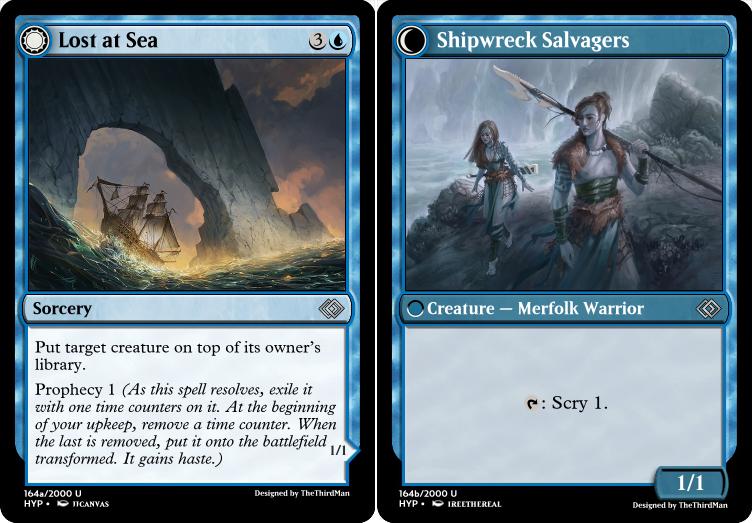 Lost at Sea
3
Sorcery
Put target creature on top of its owner's
library.
Prophecy 1 (As this spell resolves, exile it
with one time counters on it. At the beginning
of your upkeep, remove a time counter. When
the last is removed, put it onto the battlefield
transformed. It gains haste.)
1/1
164a/2000 U
HYP • JTCANVAS
Designed by TheThirdMan
Shipwreck Salvagers
Creature — Merfolk Warrior
: Scry 1.
1/1
164b/2000 U
HYP • IREETHEREAL
Designed by TheThirdMan